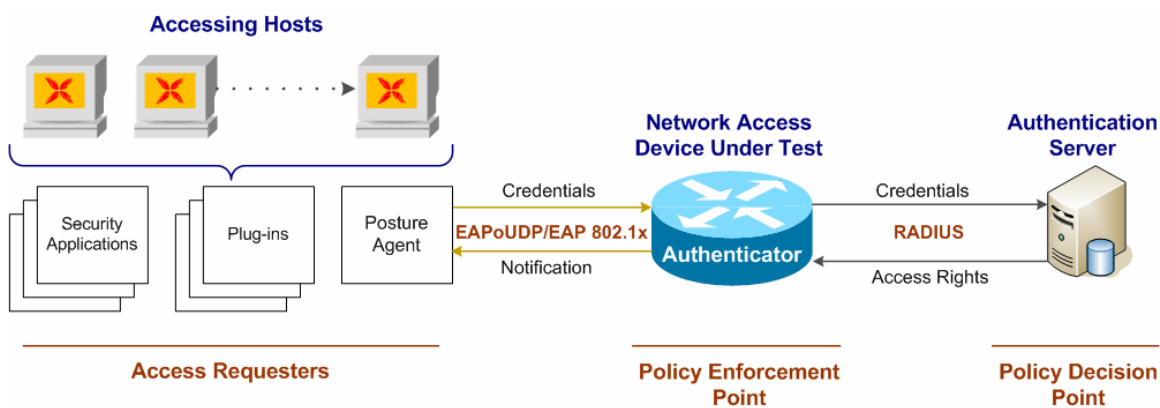 Accessing Hosts
Network Access
Device Under Test
Authentication
Server
Security
Applications
Plug-ins
Posture
Agent
Credentials
EAPoUDP/EAP 802.1x
Notification
Authenticator
Credentials
RADIUS
Access Rights
Access Requesters
Policy Enforcement
Point
Policy Decision
Point